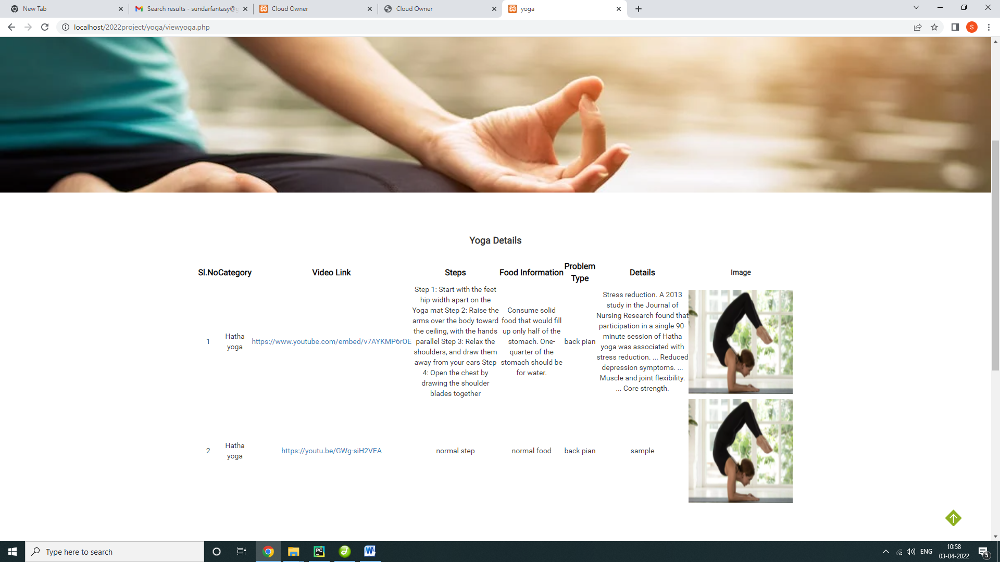 New Tab
Search results - sundarfantasy@g
Cloud Owner
Cloud Owner
yoga
localhost/2022project/yoga/viewyoga.php
S
Yoga Details
Sl.No Category Video Link Steps Food Information Problem Type Details Image
1
Hatha
yoga
https://www.youtube.com/embed/v7AYKMP6rOE
Step 1: Start with the feet
hip-width apart on the
Yoga mat Step 2: Raise the
arms over the body toward
the ceiling, with the hands
parallel Step 3: Relax the
shoulders, and draw them
away from your ears Step
4: Open the chest by
drawing the shoulder
blades together
Consume solid
food that would fill
up only half of the
stomach. One-
quarter of the
stomach should be
for water.
back pian
Stress reduction. A 2013
study in the Journal of
Nursing Research found that
participation in a single 90-
minute session of Hatha
yoga was associated with
stress reduction. ... Reduced
depression symptoms. ...
Muscle and joint flexibility.
... Core strength.
2
Hatha
yoga
https://youtu.be/GWg-siH2VEA
normal step
normal food
back pian
sample
Type here to search
PC
W
ENG
10:58
03-04-2022
5